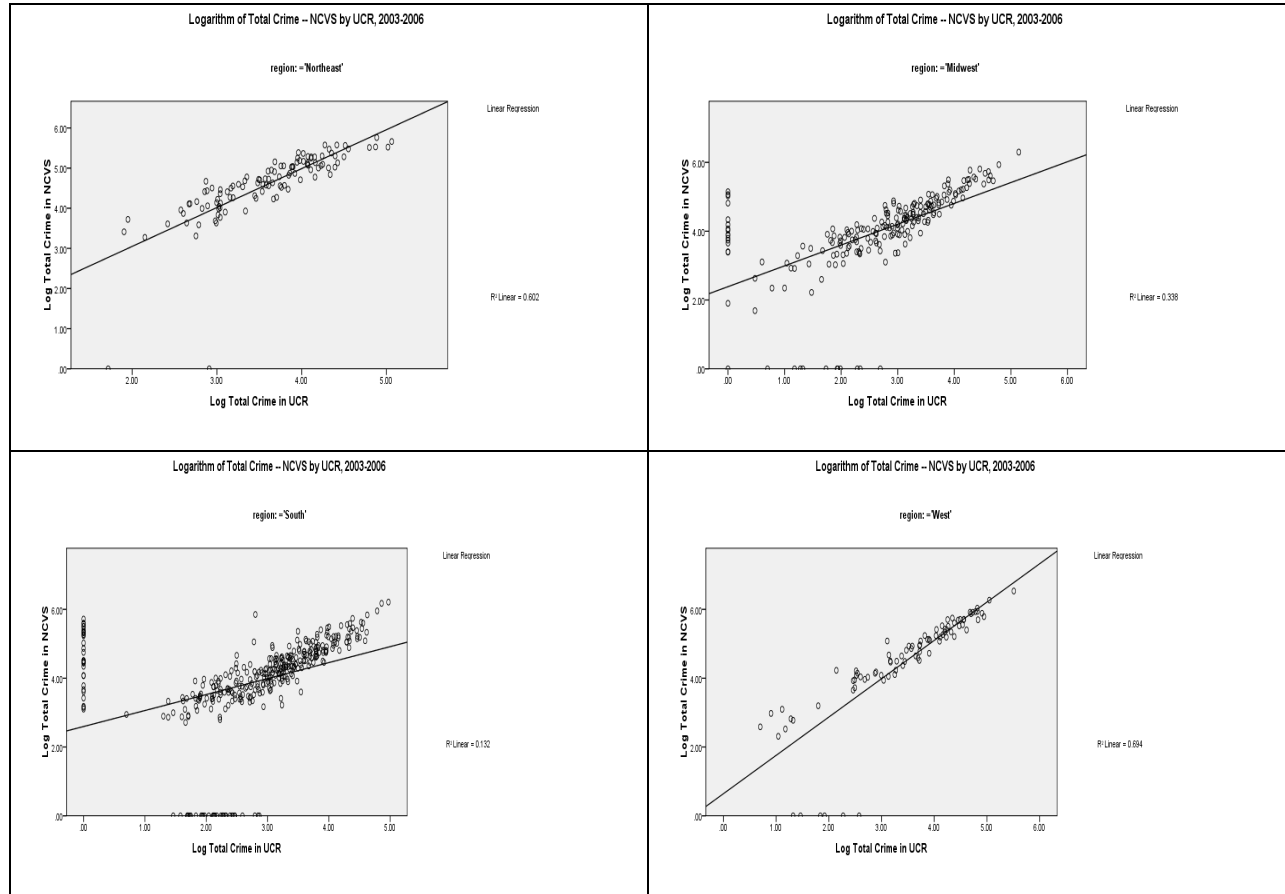 Logarithm of Total Crime -- NCVS by UCR, 2003-2006
region: ='Northeast'
Linear Regression
Log Total Crime in NCVS
6.00
5.00
4.00
3.00
2.00
1.00
.00
R² Linear = 0.602
2.00 3.00 4.00 5.00
Log Total Crime in UCR
Logarithm of Total Crime -- NCVS by UCR, 2003-2006
region: ='Midwest'
Linear Regression
Log Total Crime in NCVS
6.00
4.00
2.00
.00
R² Linear = 0.338
.00 1.00 2.00 3.00 4.00 5.00 6.00
Log Total Crime in UCR
Logarithm of Total Crime -- NCVS by UCR, 2003-2006
region: ='South'
Linear Regression
Log Total Crime in NCVS
6.00
4.00
2.00
.00
R² Linear = 0.132
.00 1.00 2.00 3.00 4.00 5.00
Log Total Crime in UCR
Logarithm of Total Crime -- NCVS by UCR, 2003-2006
region: ='West'
Linear Regression
Log Total Crime in NCVS
6.00
4.00
2.00
.00
R² Linear = 0.694
.00 1.00 2.00 3.00 4.00 5.00 6.00
Log Total Crime in UCR